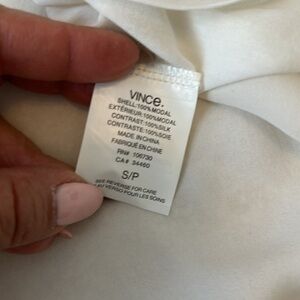 VINCe.
SHELL:100%MODAL
EXTÉRIEUR:100%MODAL
CONTRAST:100%SILK
CONTRASTE:100%SOIE
MADE IN CHINA
FABRIQUÉ EN CHINE
RN# 106730
CA# 34460
S/P
SEE REVERSE FOR CARE
AU VERSO POUR LES SOINS